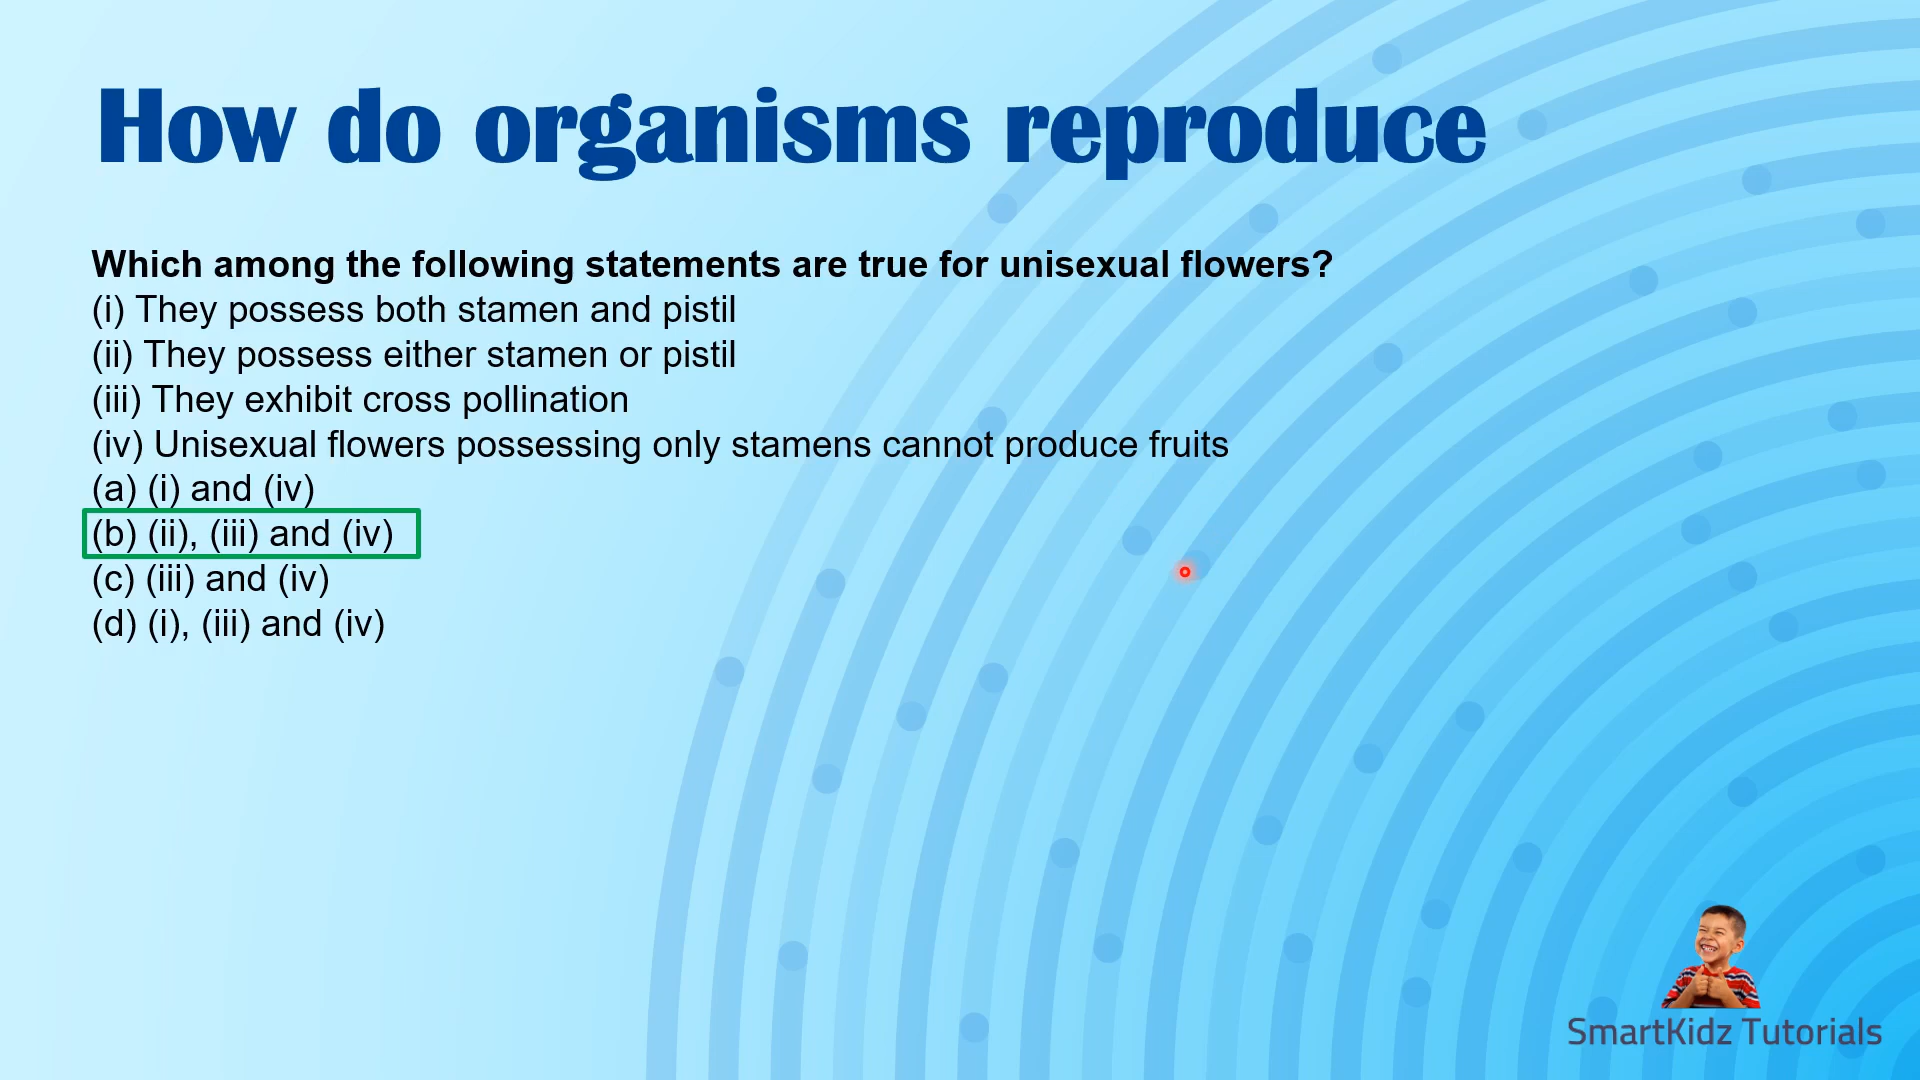 How do organisms reproduce
Which among the following statements are true for unisexual flowers?
(i) They possess both stamen and pistil
(ii) They possess either stamen or pistil
(iii) They exhibit cross pollination
(iv) Unisexual flowers possessing only stamens cannot produce fruits
(a) (i) and (iv)
(b) (ii), (iii) and (iv)
(c) (iii) and (iv)
(d) (i), (iii) and (iv)
SmartKidz Tutorials